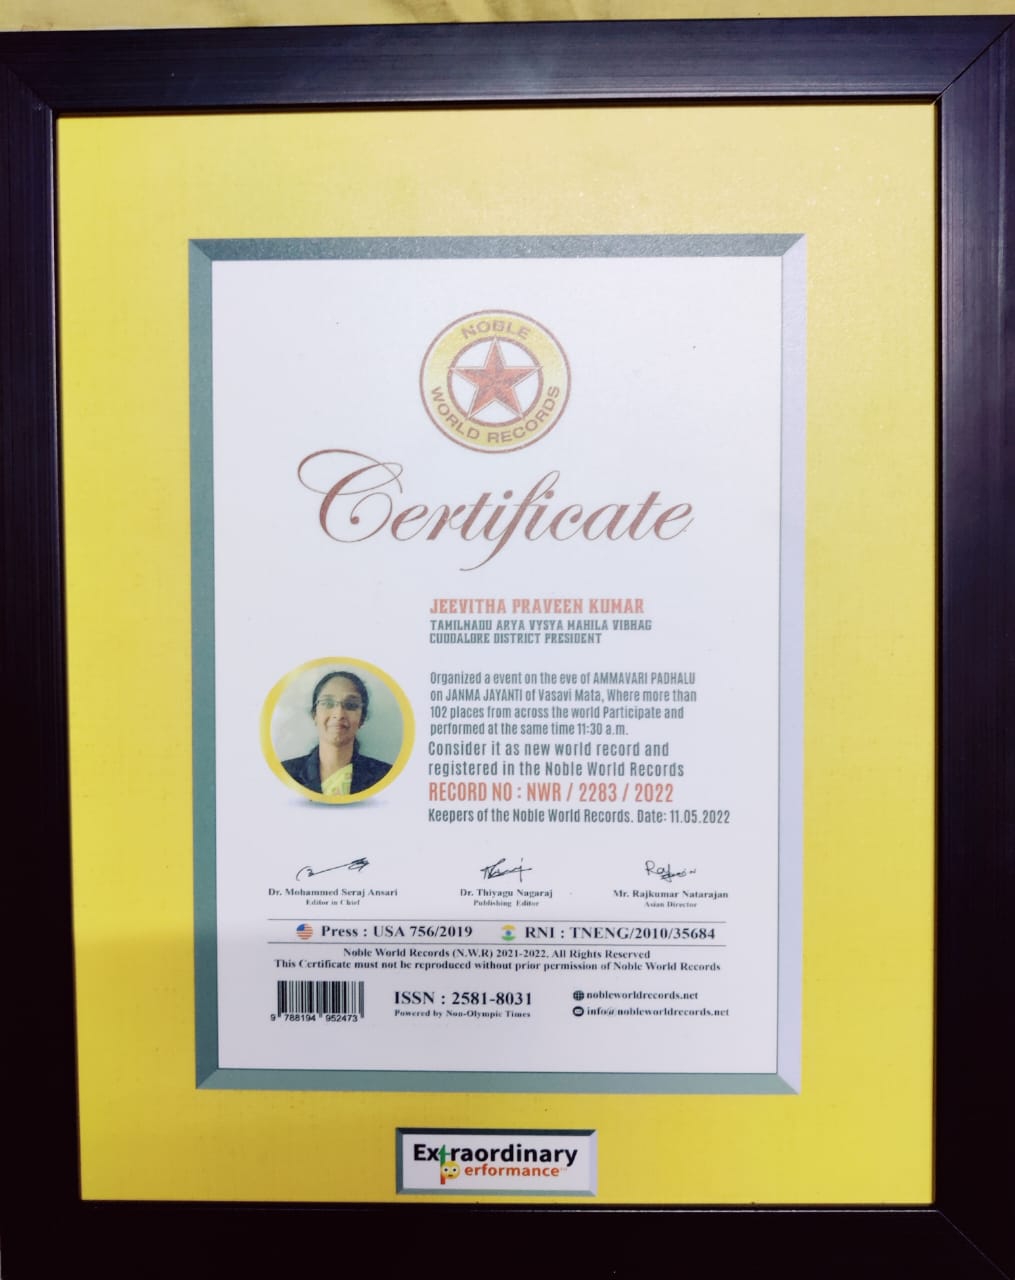 NOBLE
WORLD RECORDS
Certificate
JEEVITHA PRAVEEN KUMAR
TAMILNADU ARYA VYSYA MAHILA VIBHAG
CUDDALORE DISTRICT PRESIDENT
Organized a event on the eve of AMMAVARI PADHALU
on JANMA JAYANTI of Vasavi Mata, Where more than
102 places from across the world Participate and
performed at the same time 11:30 a.m.
Consider it as new world record and
registered in the Noble World Records
RECORD NO : NWR / 2283 / 2022
Keepers of the Noble World Records. Date: 11.05.2022
Dr. Mohammed Seraj Ansari
Editor in Chief
Dr. Thiyagu Nagaraj
Publishing Editor
Mr. Rajkumar Natarajan
Asian Director
Press : USA 756/2019
RNI : TNENG/2010/35684
Noble World Records (N.W.R) 2021-2022. All Rights Reserved
This Certificate must not be reproduced without prior permission of Noble World Records
9 788194 952473
ISSN : 2581-8031
Powered by Non-Olympic Times
nobleworldrecords.net
info@nobleworldrecords.net
Extraordinary
Performance